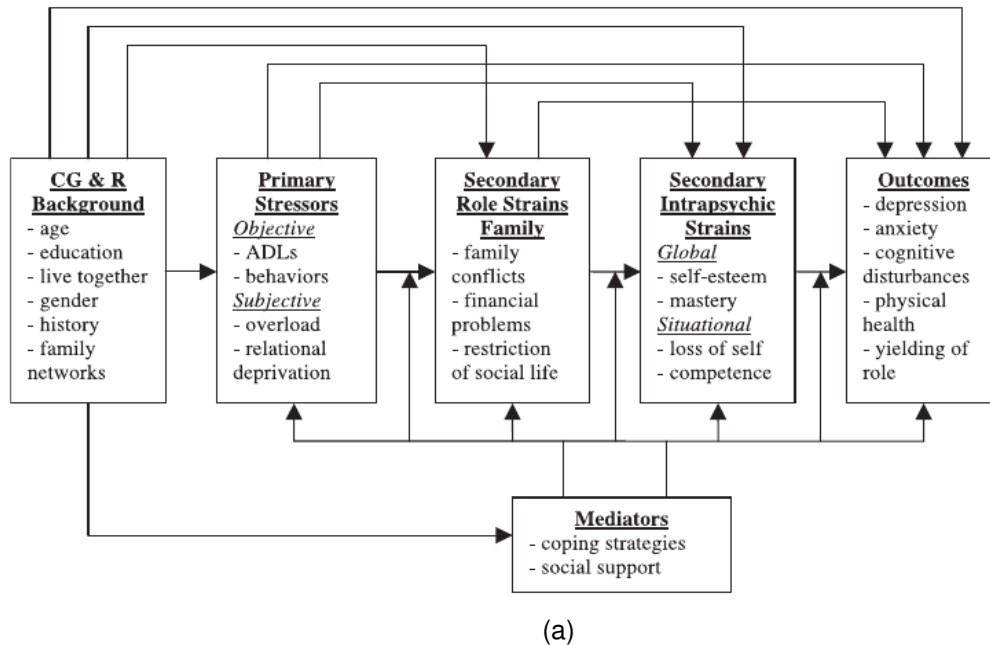 CG & R
Background
- age
- education
- live together
- gender
- history
- family
networks
Primary
Stressors
Objective
- ADLs
- behaviors
Subjective
- overload
- relational
deprivation
Secondary
Role Strains
Family
- family
conflicts
- financial
problems
- restriction
of social life
Secondary
Intrapsychic
Strains
Global
- self-esteem
- mastery
Situational
- loss of self
- competence
Outcomes
- depression
- anxiety
- cognitive
disturbances
- physical
health
- yielding of
role
Mediators
- coping strategies
- social support
(a)